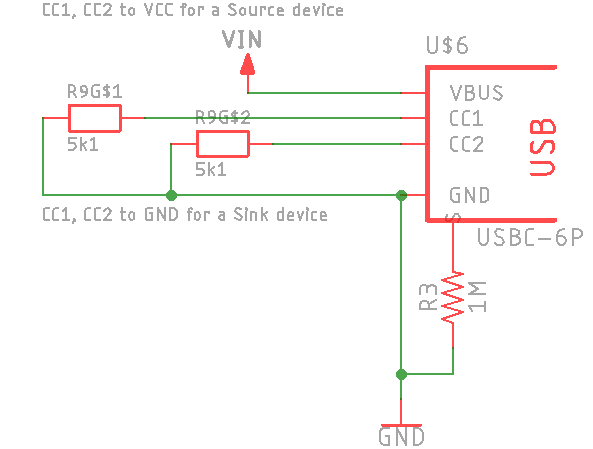 CC1, CC2 to VCC for a Source device
VIN
U$6
R9G$1
VBUS
R9G$2
CC1
5k1
CC2
USB
5k1
GND
CC1, CC2 to GND for a Sink device
S
USBC-6P
R3
1M
GND